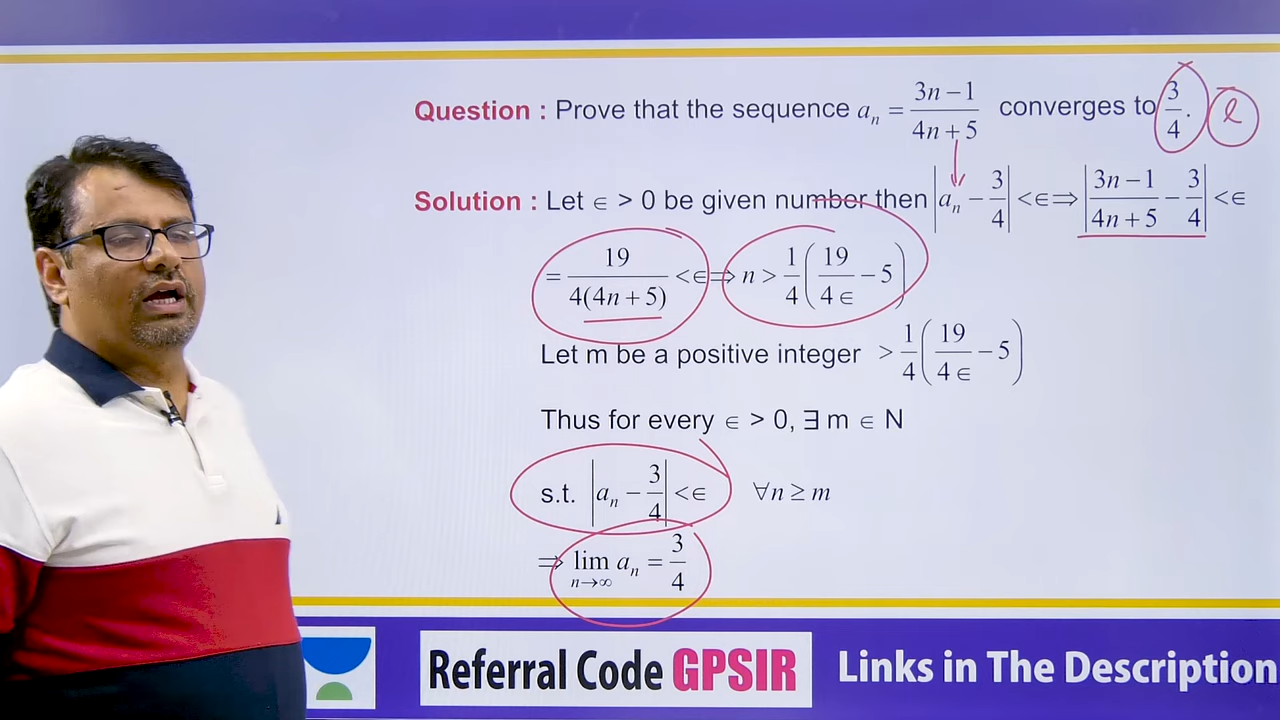 Question : Prove that the sequence aₙ = (3n − 1)/(4n + 5) converges to 3/4. l
Solution : Let ∈ > 0 be given number then |aₙ − 3/4| <∈⇒ |(3n − 1)/(4n + 5) − 3/4| <∈
= 19/(4(4n + 5)) <∈⇒ n > 1/4 (19/(4∈) − 5)
Let m be a positive integer > 1/4 (19/(4∈) − 5)
Thus for every ∈ > 0, ∃ m ∈ N
s.t. |aₙ − 3/4| <∈ ∀n ≥ m
⇒ lim n→∞ aₙ = 3/4
Referral Code GPSIR Links in The Description